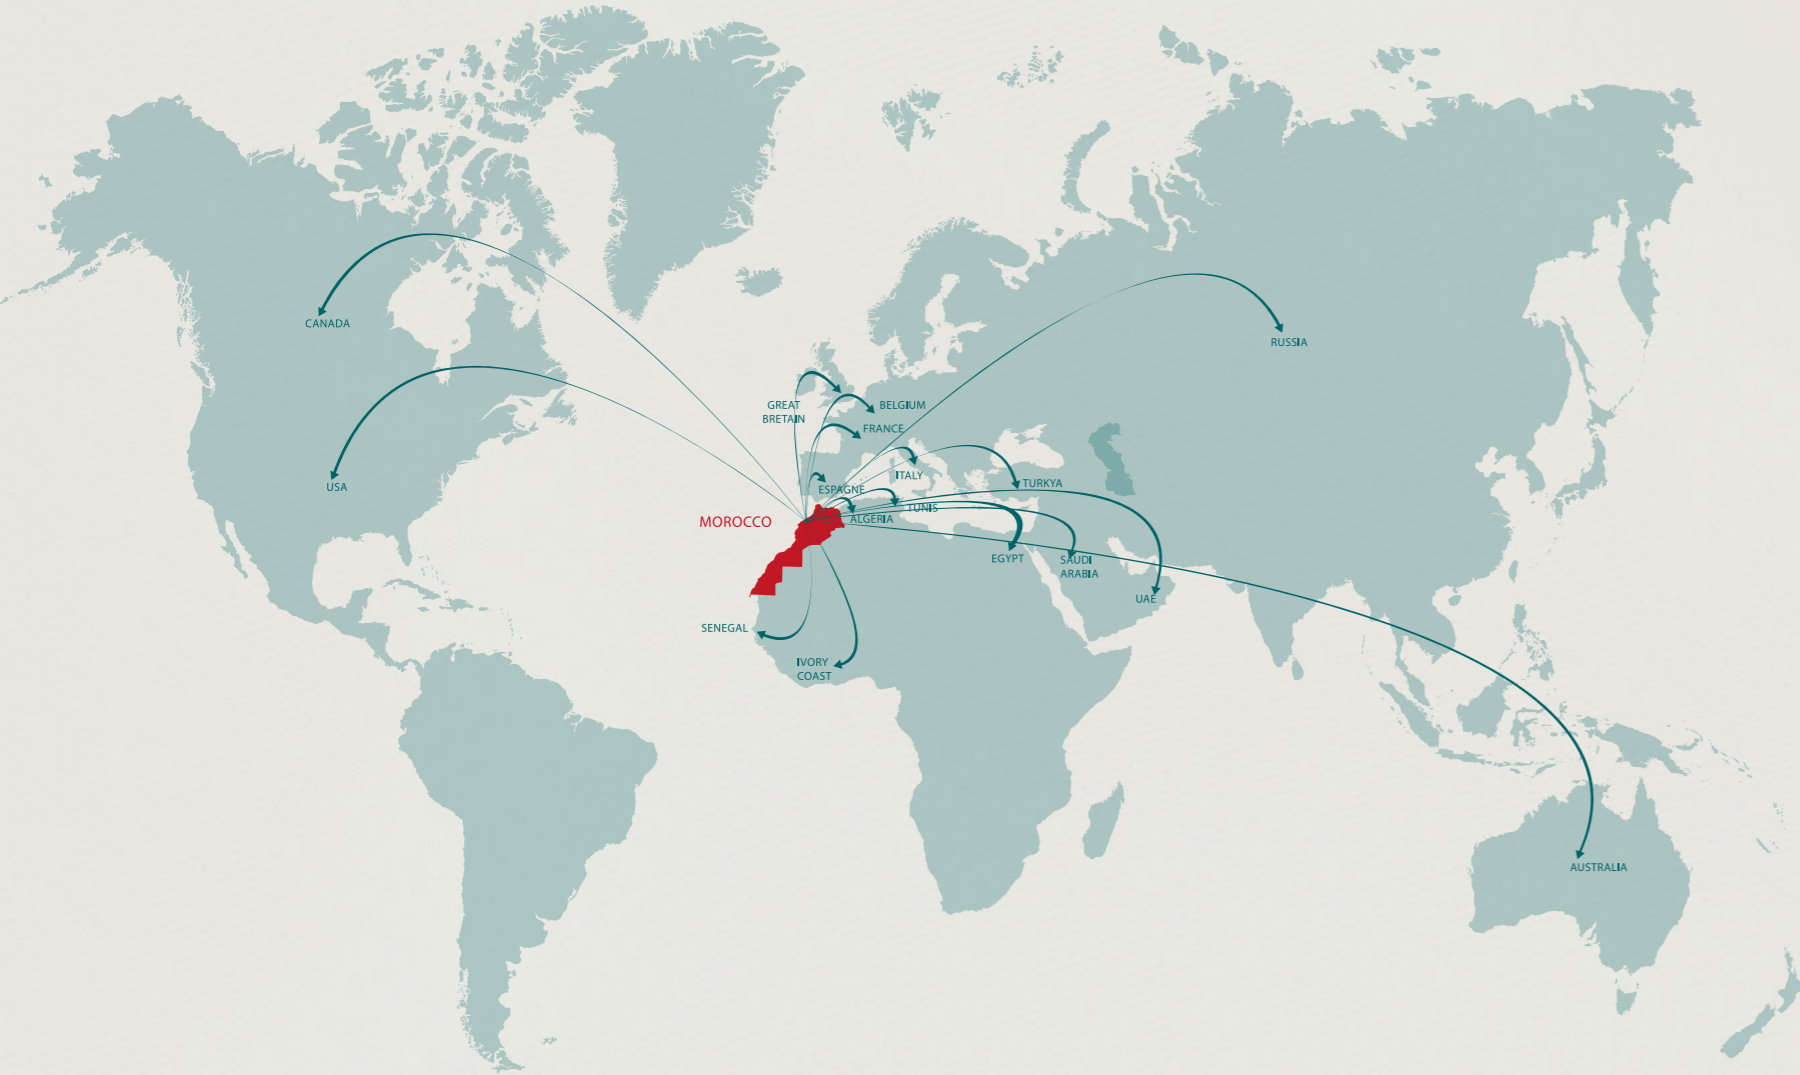 CANADA
RUSSIA
GREAT
BRETAIN
BELGIUM
FRANCE
ITALY
USA
ESPAGNE
TURKYA
TUNIS
MOROCCO
ALGERIA
EGYPT
SAUDI
ARABIA
UAE
SENEGAL
IVORY
COAST
AUSTRALIA